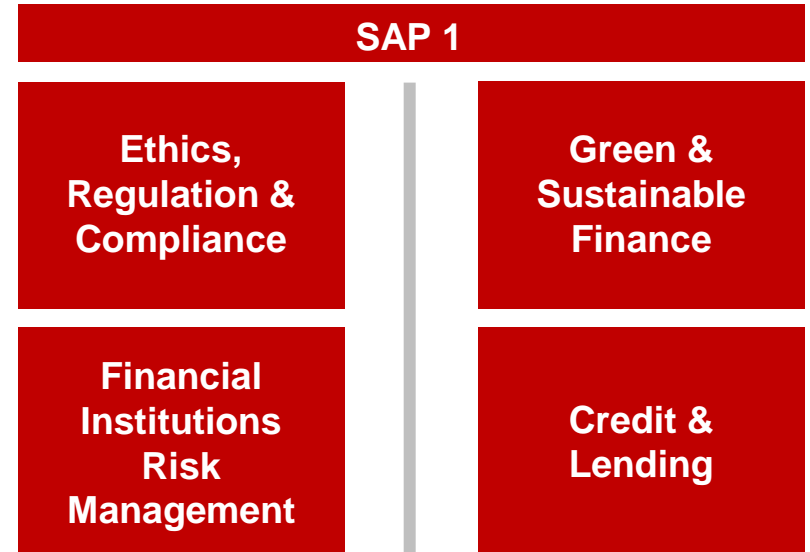 SAP 1
Ethics,
Regulation &
Compliance
Green &
Sustainable
Finance
Financial
Institutions
Risk
Management
Credit &
Lending